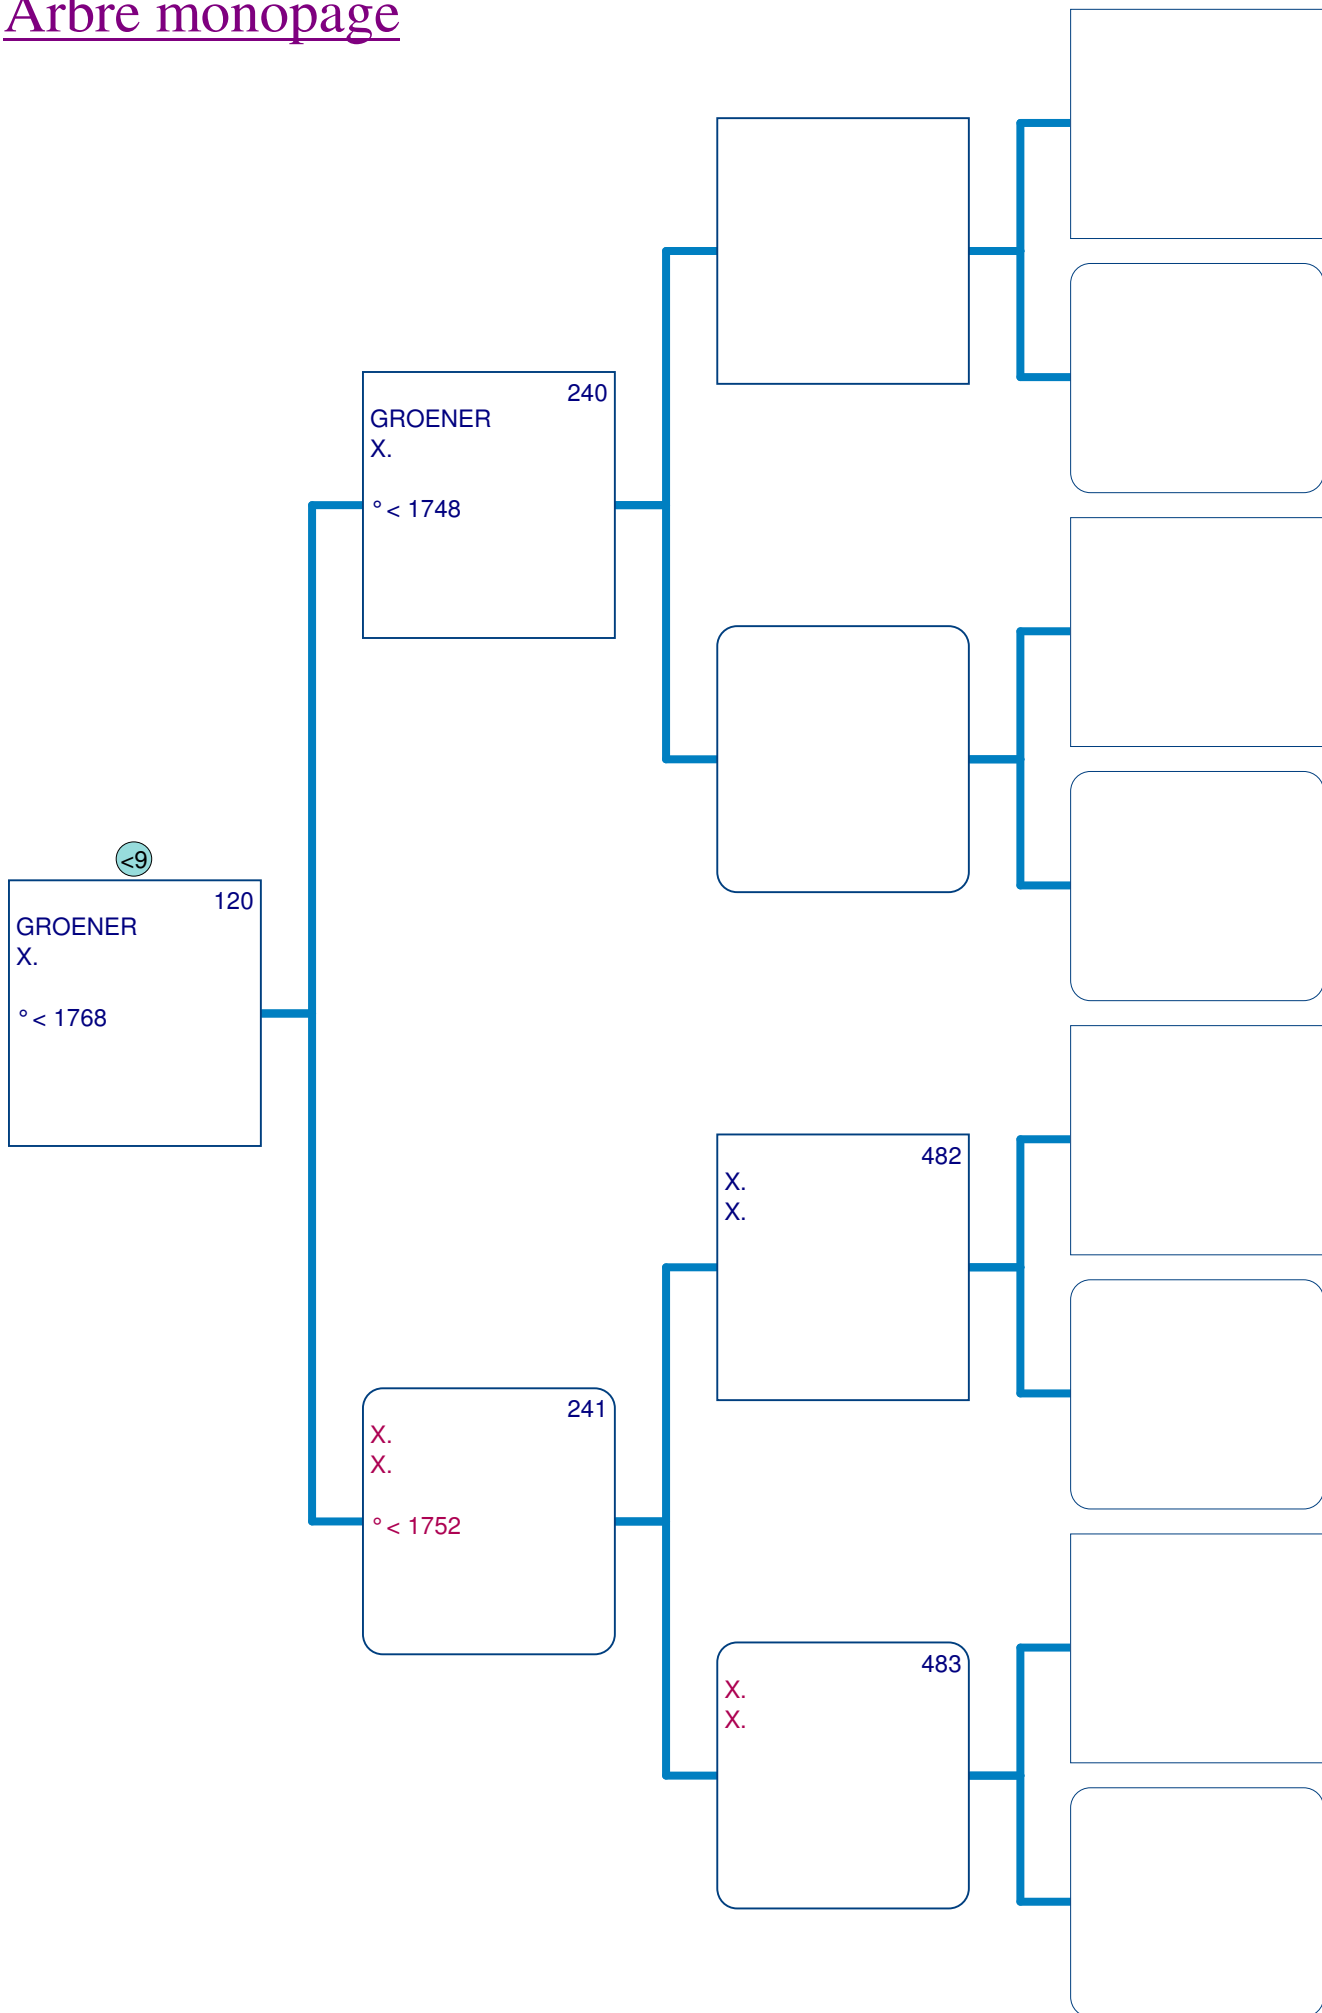 Arbre monopage
240
GROENER
X.
° < 1748
<9
120
GROENER
X.
° < 1768
482
X.
X.
241
X.
X.
° < 1752
483
X.
X.